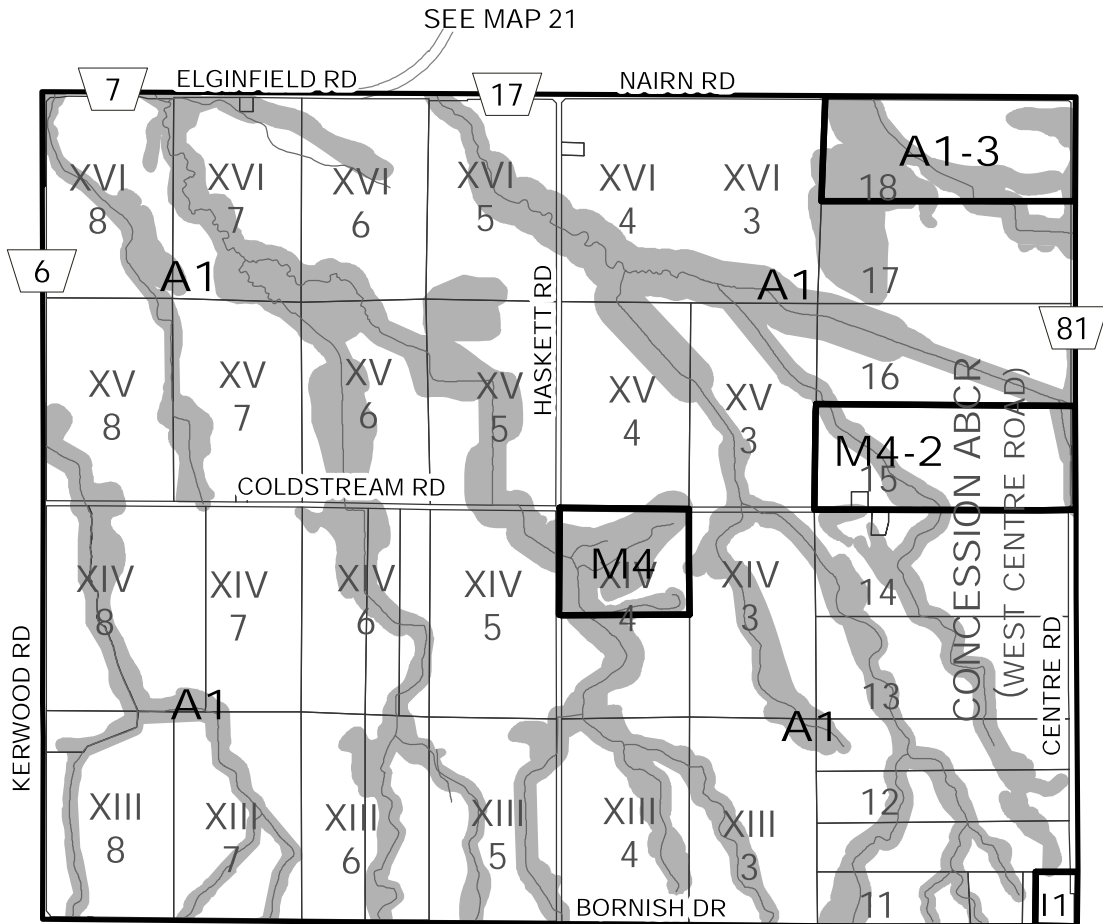 SEE MAP 21
7
ELGINFIELD RD
17
NAIRN RD
XVI
8
XVI
7
XVI
6
XVI
5
XVI
4
XVI
3
A1-3
18
6
A1
HASKETT RD
A1
17
81
XV
8
XV
7
XV
6
XV
5
XV
4
XV
3
16
M4-2
15
COLDSTREAM RD
CONCESSION ABCR
(WEST CENTRE ROAD)
XIV
8
XIV
7
XIV
6
XIV
5
M4
XIV
4
XIV
3
14
KERWOOD RD
A1
A1
13
CENTRE RD
XIII
8
XIII
7
XIII
6
XIII
5
XIII
4
XIII
3
12
11
BORNISH DR
I1